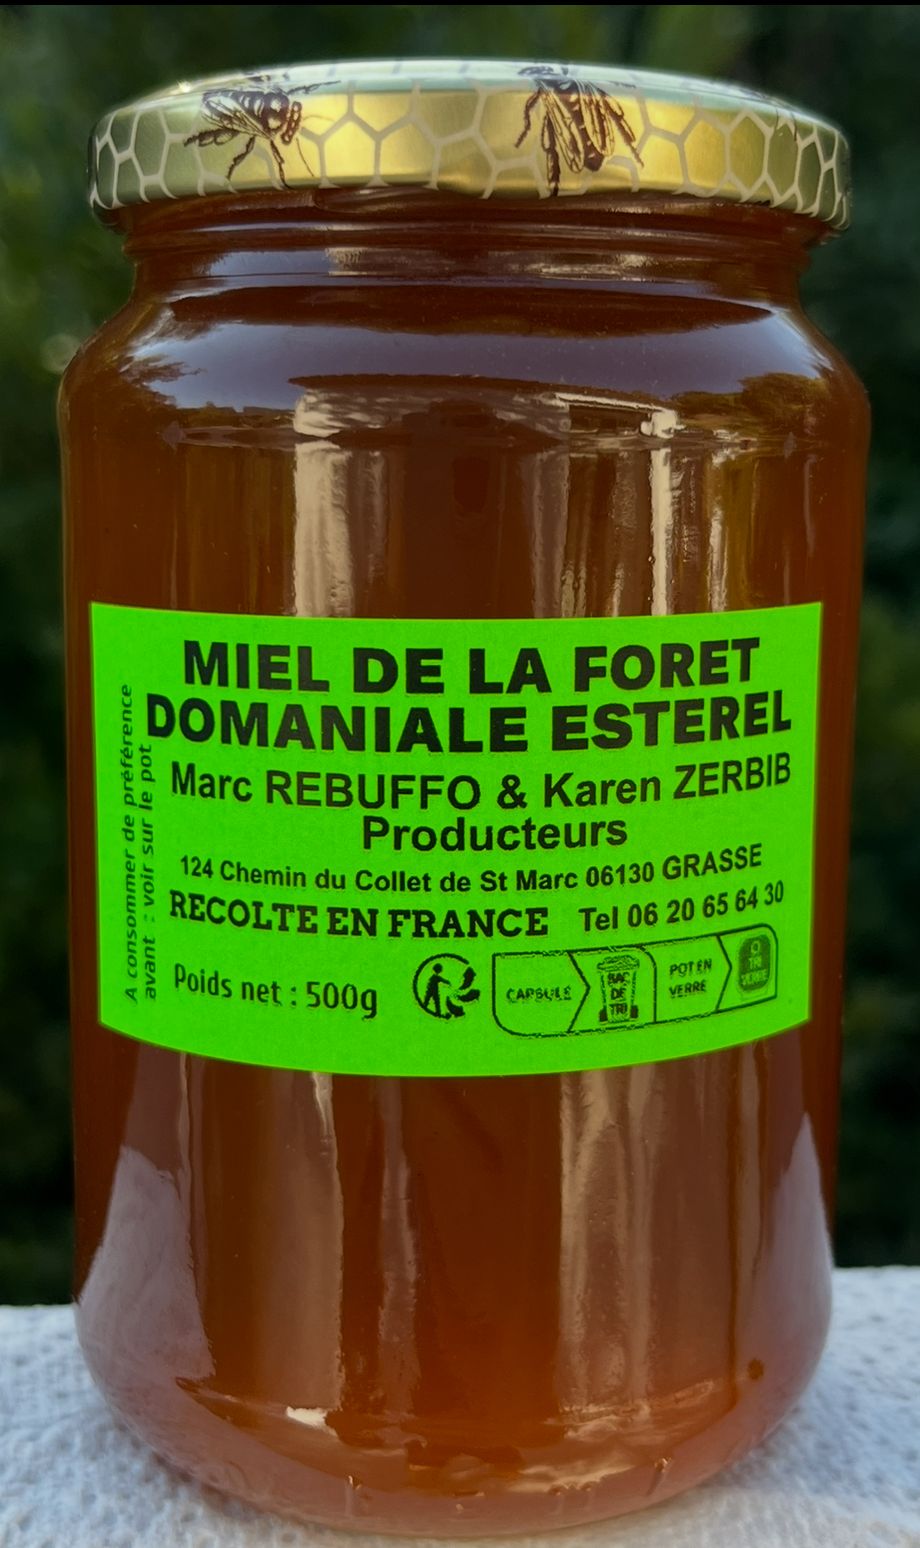 MIEL DE LA FORET
DOMANIALE ESTEREL
Marc REBUFFO & Karen ZERBIB
Producteurs
124 Chemin du Collet de St Marc 06130 GRASSE
RECOLTE EN FRANCE Tel 06 20 65 64 30
Poids net : 500g
CAPSULE
BAC
DE
TRI
POT EN
VERRE
TRI
VERRE
A consommer de préférence
avant : voir sur le pot